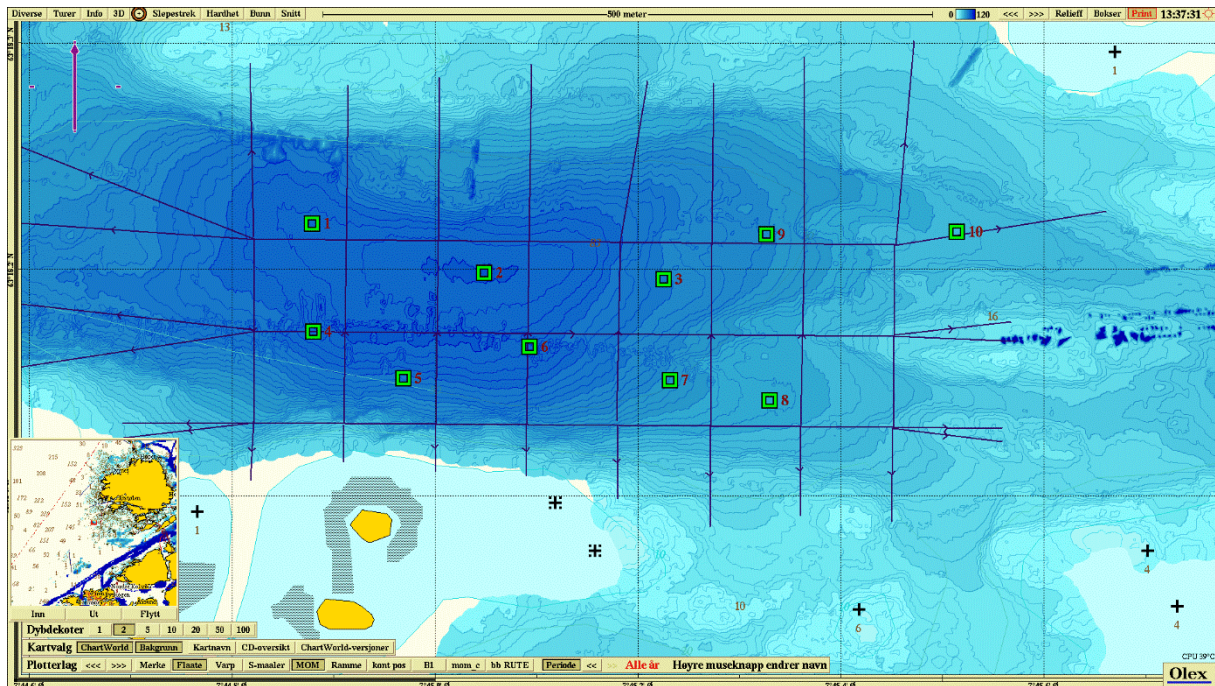 Diverse Turer Info 3D Slepestrek Hardhet Bunn Snitt 500 meter 0 120 <<< >>> Relieff Bokser Print 13:37:31
13
1
1
2
3
9
10
4
6
16
5
7
8
1
10
6
4
4
Inn Ut Flytt
Dybdekoter 1 2 5 10 20 50 100
Kartvalg ChartWorld Bakgrunn Kartnavn CD-oversikt ChartWorld-versjoner
Plotterlag <<< >>> Merke Flaate Varp S-maaler MOM Ramme kont pos B1 mom_c bb RUTE Periode << >> Alle år Høyre museknapp endrer navn
CPU 39°C
Olex